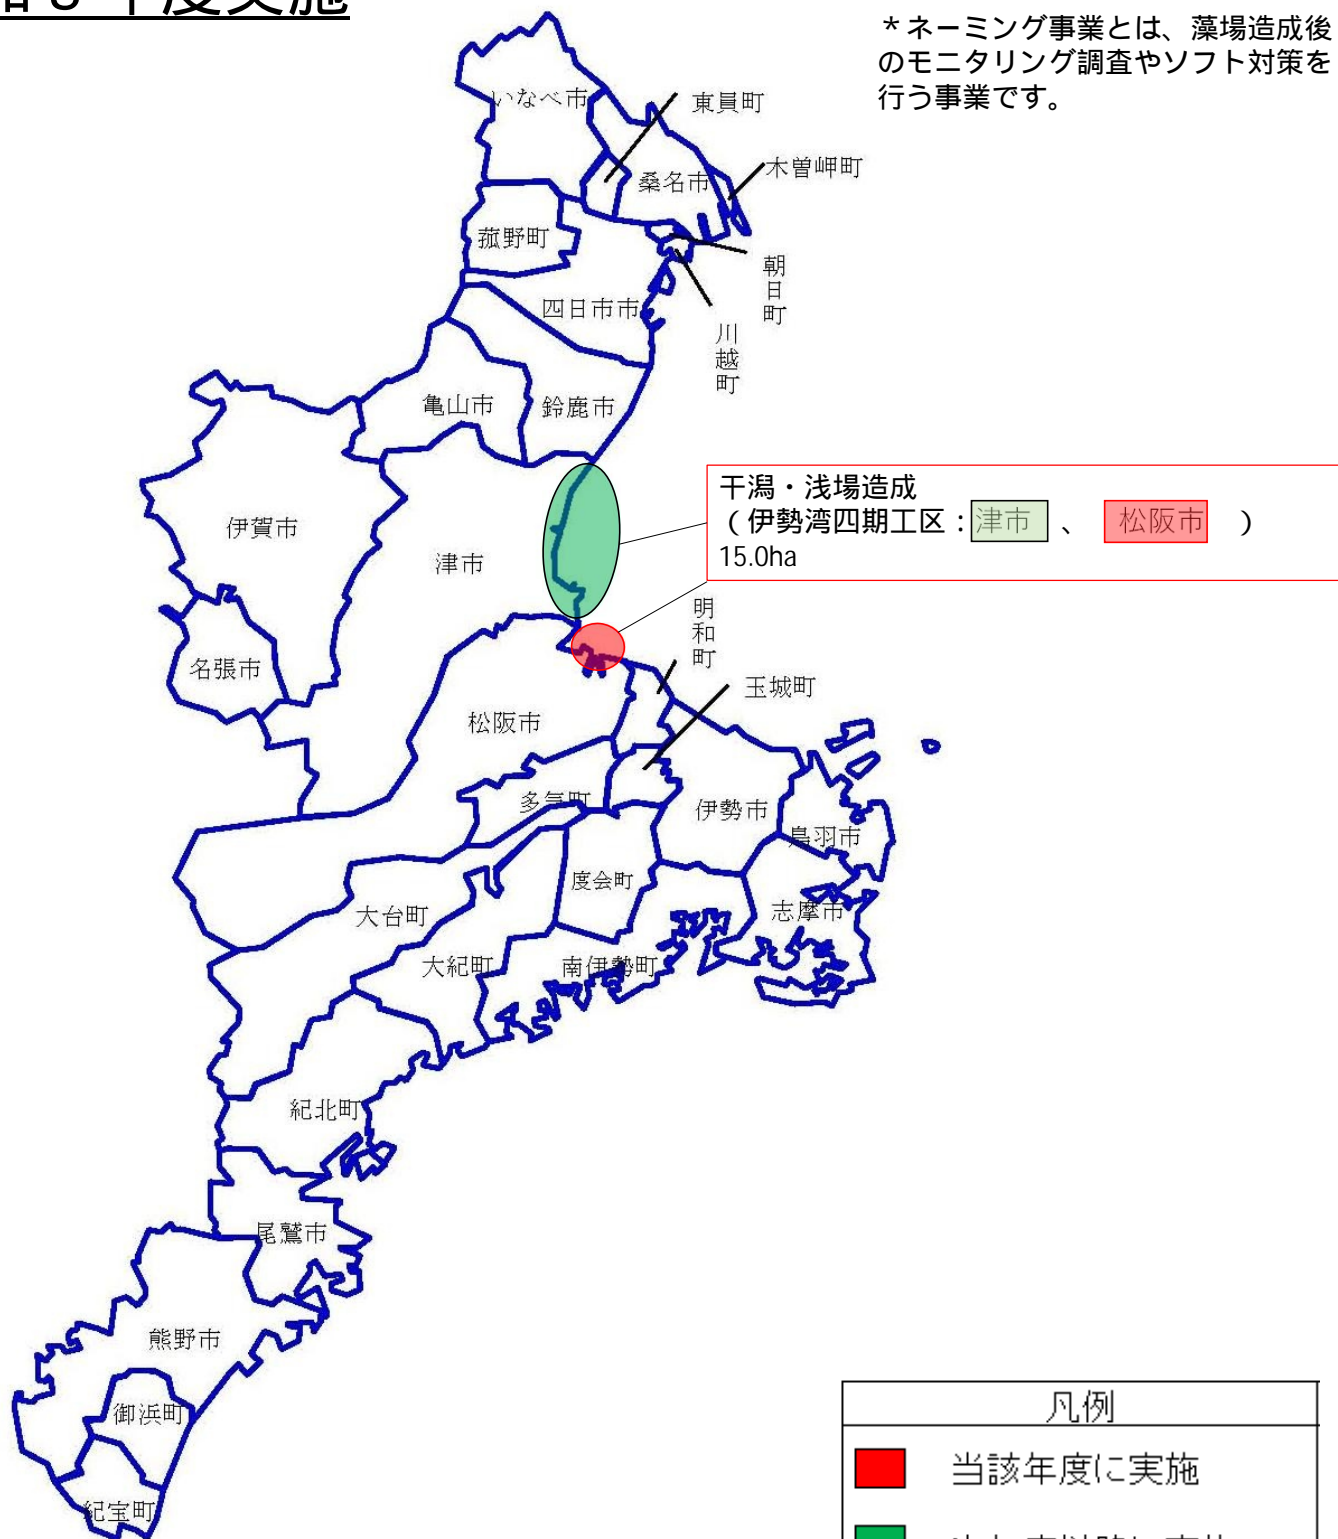 年度実施
*ネーミング事業とは、藻場造成後
のモニタリング調査やソフト対策を
行う事業です。
いなべ市
東員町
桑名市
木曽岬町
菰野町
朝日町
四日市市
川越町
亀山市
鈴鹿市
干潟・浅場造成
(伊勢湾四期工区:津市 、 松阪市 )
15.0ha
伊賀市
津市
明和町
名張市
玉城町
松阪市
多気町
伊勢市
鳥羽市
度会町
大台町
志摩市
大紀町
南伊勢町
紀北町
尾鷲市
熊野市
御浜町
紀宝町
凡例
当該年度に実施